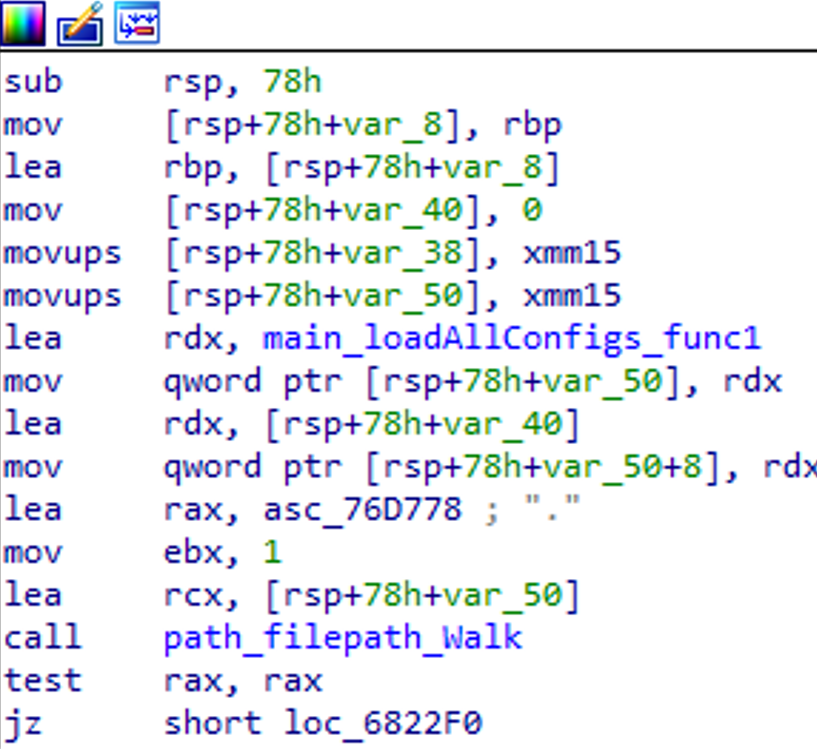 sub rsp, 78h
mov [rsp+78h+var_8], rbp
lea rbp, [rsp+78h+var_8]
mov [rsp+78h+var_40], 0
movups [rsp+78h+var_38], xmm15
movups [rsp+78h+var_50], xmm15
lea rdx, main_loadAllConfigs_func1
mov qword ptr [rsp+78h+var_50], rdx
lea rdx, [rsp+78h+var_40]
mov qword ptr [rsp+78h+var_50+8], rdx
lea rax, asc_76D778 ; "."
mov ebx, 1
lea rcx, [rsp+78h+var_50]
call path_filepath_Walk
test rax, rax
jz short loc_6822F0